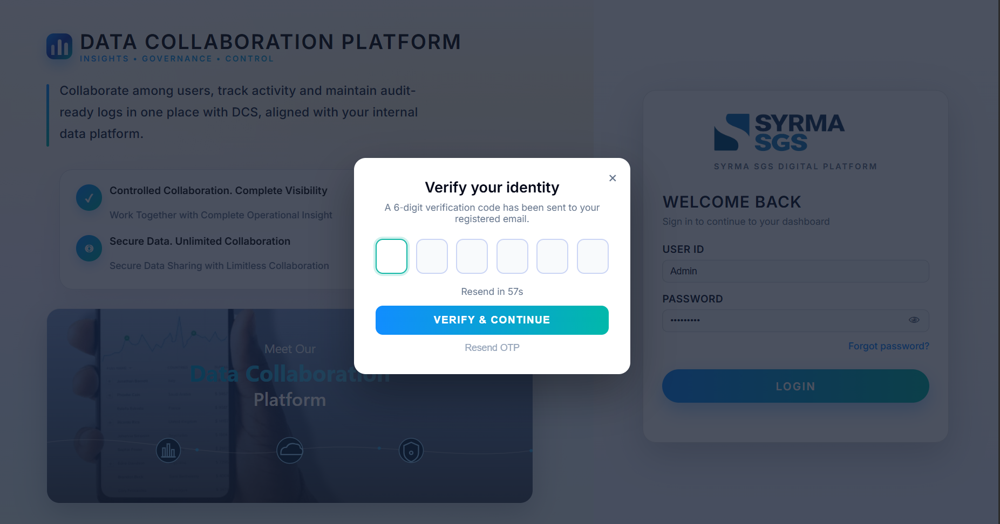 DATA COLLABORATION PLATFORM
INSIGHTS • GOVERNANCE • CONTROL
Collaborate among users, track activity and maintain audit-
ready logs in one place with DCS, aligned with your internal
data platform.
Controlled Collaboration. Complete Visibility
Work Together with Complete Operational Insight
Secure Data. Unlimited Collaboration
Secure Data Sharing with Limitless Collaboration
Meet Our
Data Collaboration
Platform
Verify your identity
A 6-digit verification code has been sent to your
registered email.
Resend in 57s
VERIFY & CONTINUE
Resend OTP
SYRMA
SGS
SYRMA SGS DIGITAL PLATFORM
WELCOME BACK
Sign in to continue to your dashboard
USER ID
Admin
PASSWORD
•••••••••
Forgot password?
LOGIN